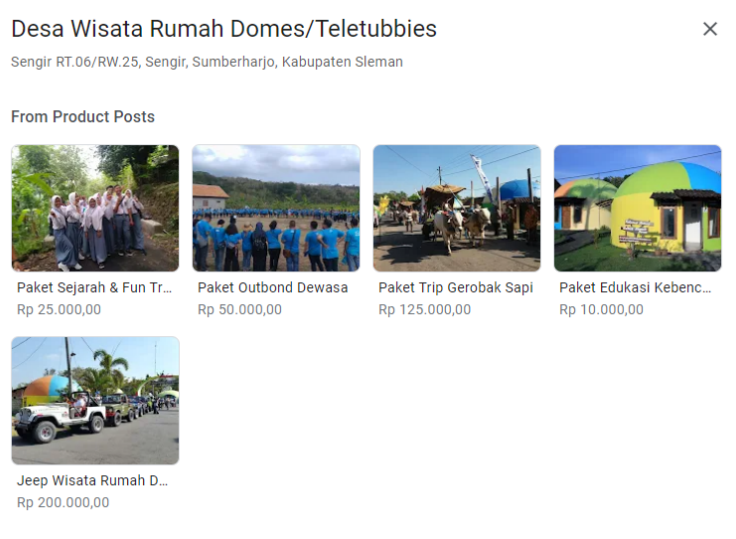 Desa Wisata Rumah Domes/Teletubbies
Sengir RT.06/RW.25, Sengir, Sumberharjo, Kabupaten Sleman
From Product Posts
Paket Sejarah & Fun Tr...
Rp 25.000,00
Paket Outbond Dewasa
Rp 50.000,00
Paket Trip Gerobak Sapi
Rp 125.000,00
Paket Edukasi Kebenc...
Rp 10.000,00
Jeep Wisata Rumah D...
Rp 200.000,00